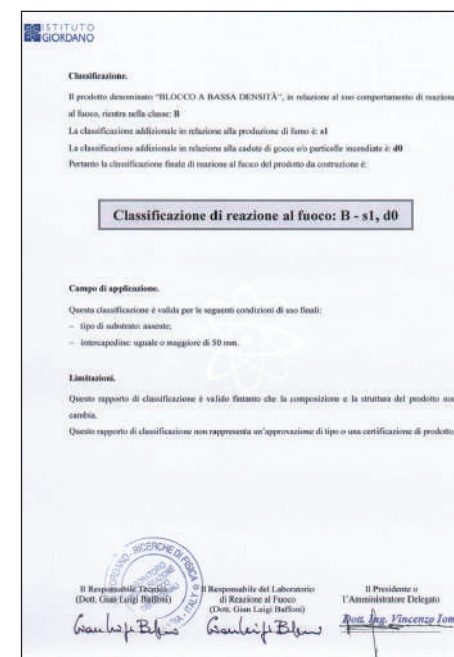 ISTITUTO
GIORDANO
Classificazione.
Il prodotto denominato "BLOCCO A BASSA DENSITÀ", in relazione al suo comportamento di reazione
al fuoco, rientra nella classe: B
La classificazione addizionale in relazione alla produzione di fumo è: s1
La classificazione addizionale in relazione alla cadute di gocce e/o particelle incendiate è: d0
Pertanto la classificazione finale di reazione al fuoco del prodotto da costruzione è:
Classificazione di reazione al fuoco: B - s1, d0
Campo di applicazione.
Questa classificazione è valida per le seguenti condizioni di uso finali:
– tipo di substrato: assente;
– intercapedine: uguale o maggiore di 50 mm.
Limitazioni.
Questo rapporto di classificazione è valido fintanto che la composizione e la struttura del prodotto non
cambia.
Questo rapporto di classificazione non rappresenta un'approvazione di tipo o una certificazione di prodotto
RICERCHE DI FISICA
ITALY
Il Responsabile Tecnico
(Dott. Gian Luigi Baffoni)
Il Responsabile del Laboratorio
di Reazione al Fuoco
(Dott. Gian Luigi Baffoni)
Il Presidente o
l'Amministratore Delegato
Dott. Ing. Vincenzo Iom